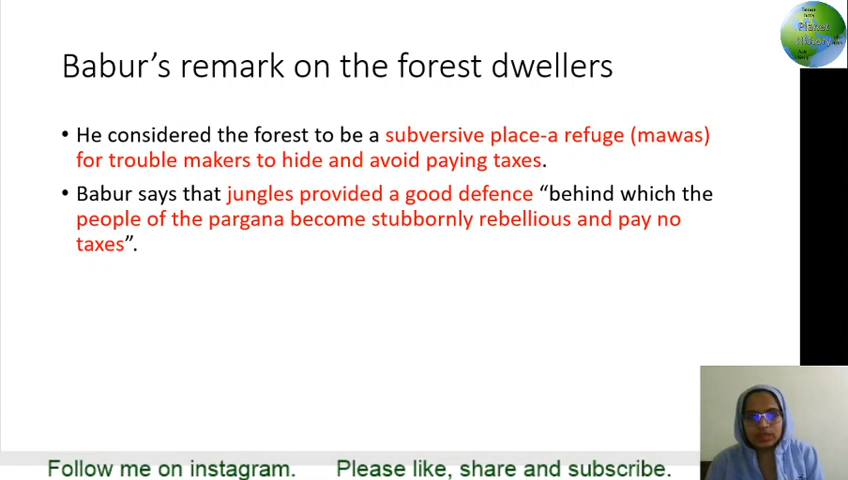 Babur’s remark on the forest dwellers
• He considered the forest to be a subversive place-a refuge (mawas)
for trouble makers to hide and avoid paying taxes.
• Babur says that jungles provided a good defence “behind which the
people of the pargana become stubbornly rebellious and pay no
taxes”.
Planet
History
Follow me on instagram. Please like, share and subscribe.